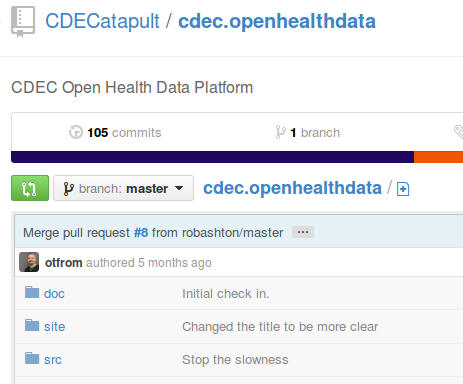 CDECatapult / cdec.openhealthdata
CDEC Open Health Data Platform
105 commits 1 branch
branch: master cdec.openhealthdata /
Merge pull request #8 from robashton/master ...
otfrom authored 5 months ago
doc Initial check in.
site Changed the title to be more clear
src Stop the slowness